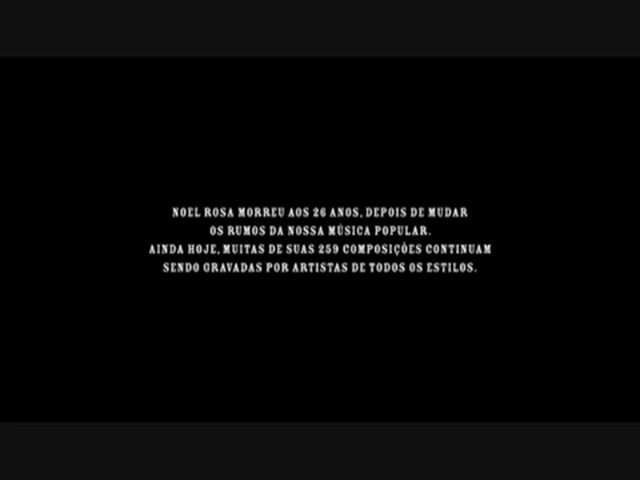 NOEL ROSA MORREU AOS 26 ANOS, DEPOIS DE MUDAR
OS RUMOS DA NOSSA MÚSICA POPULAR.
AINDA HOJE, MUITAS DE SUAS 259 COMPOSIÇÕES CONTINUAM
SENDO GRAVADAS POR ARTISTAS DE TODOS OS ESTILOS.